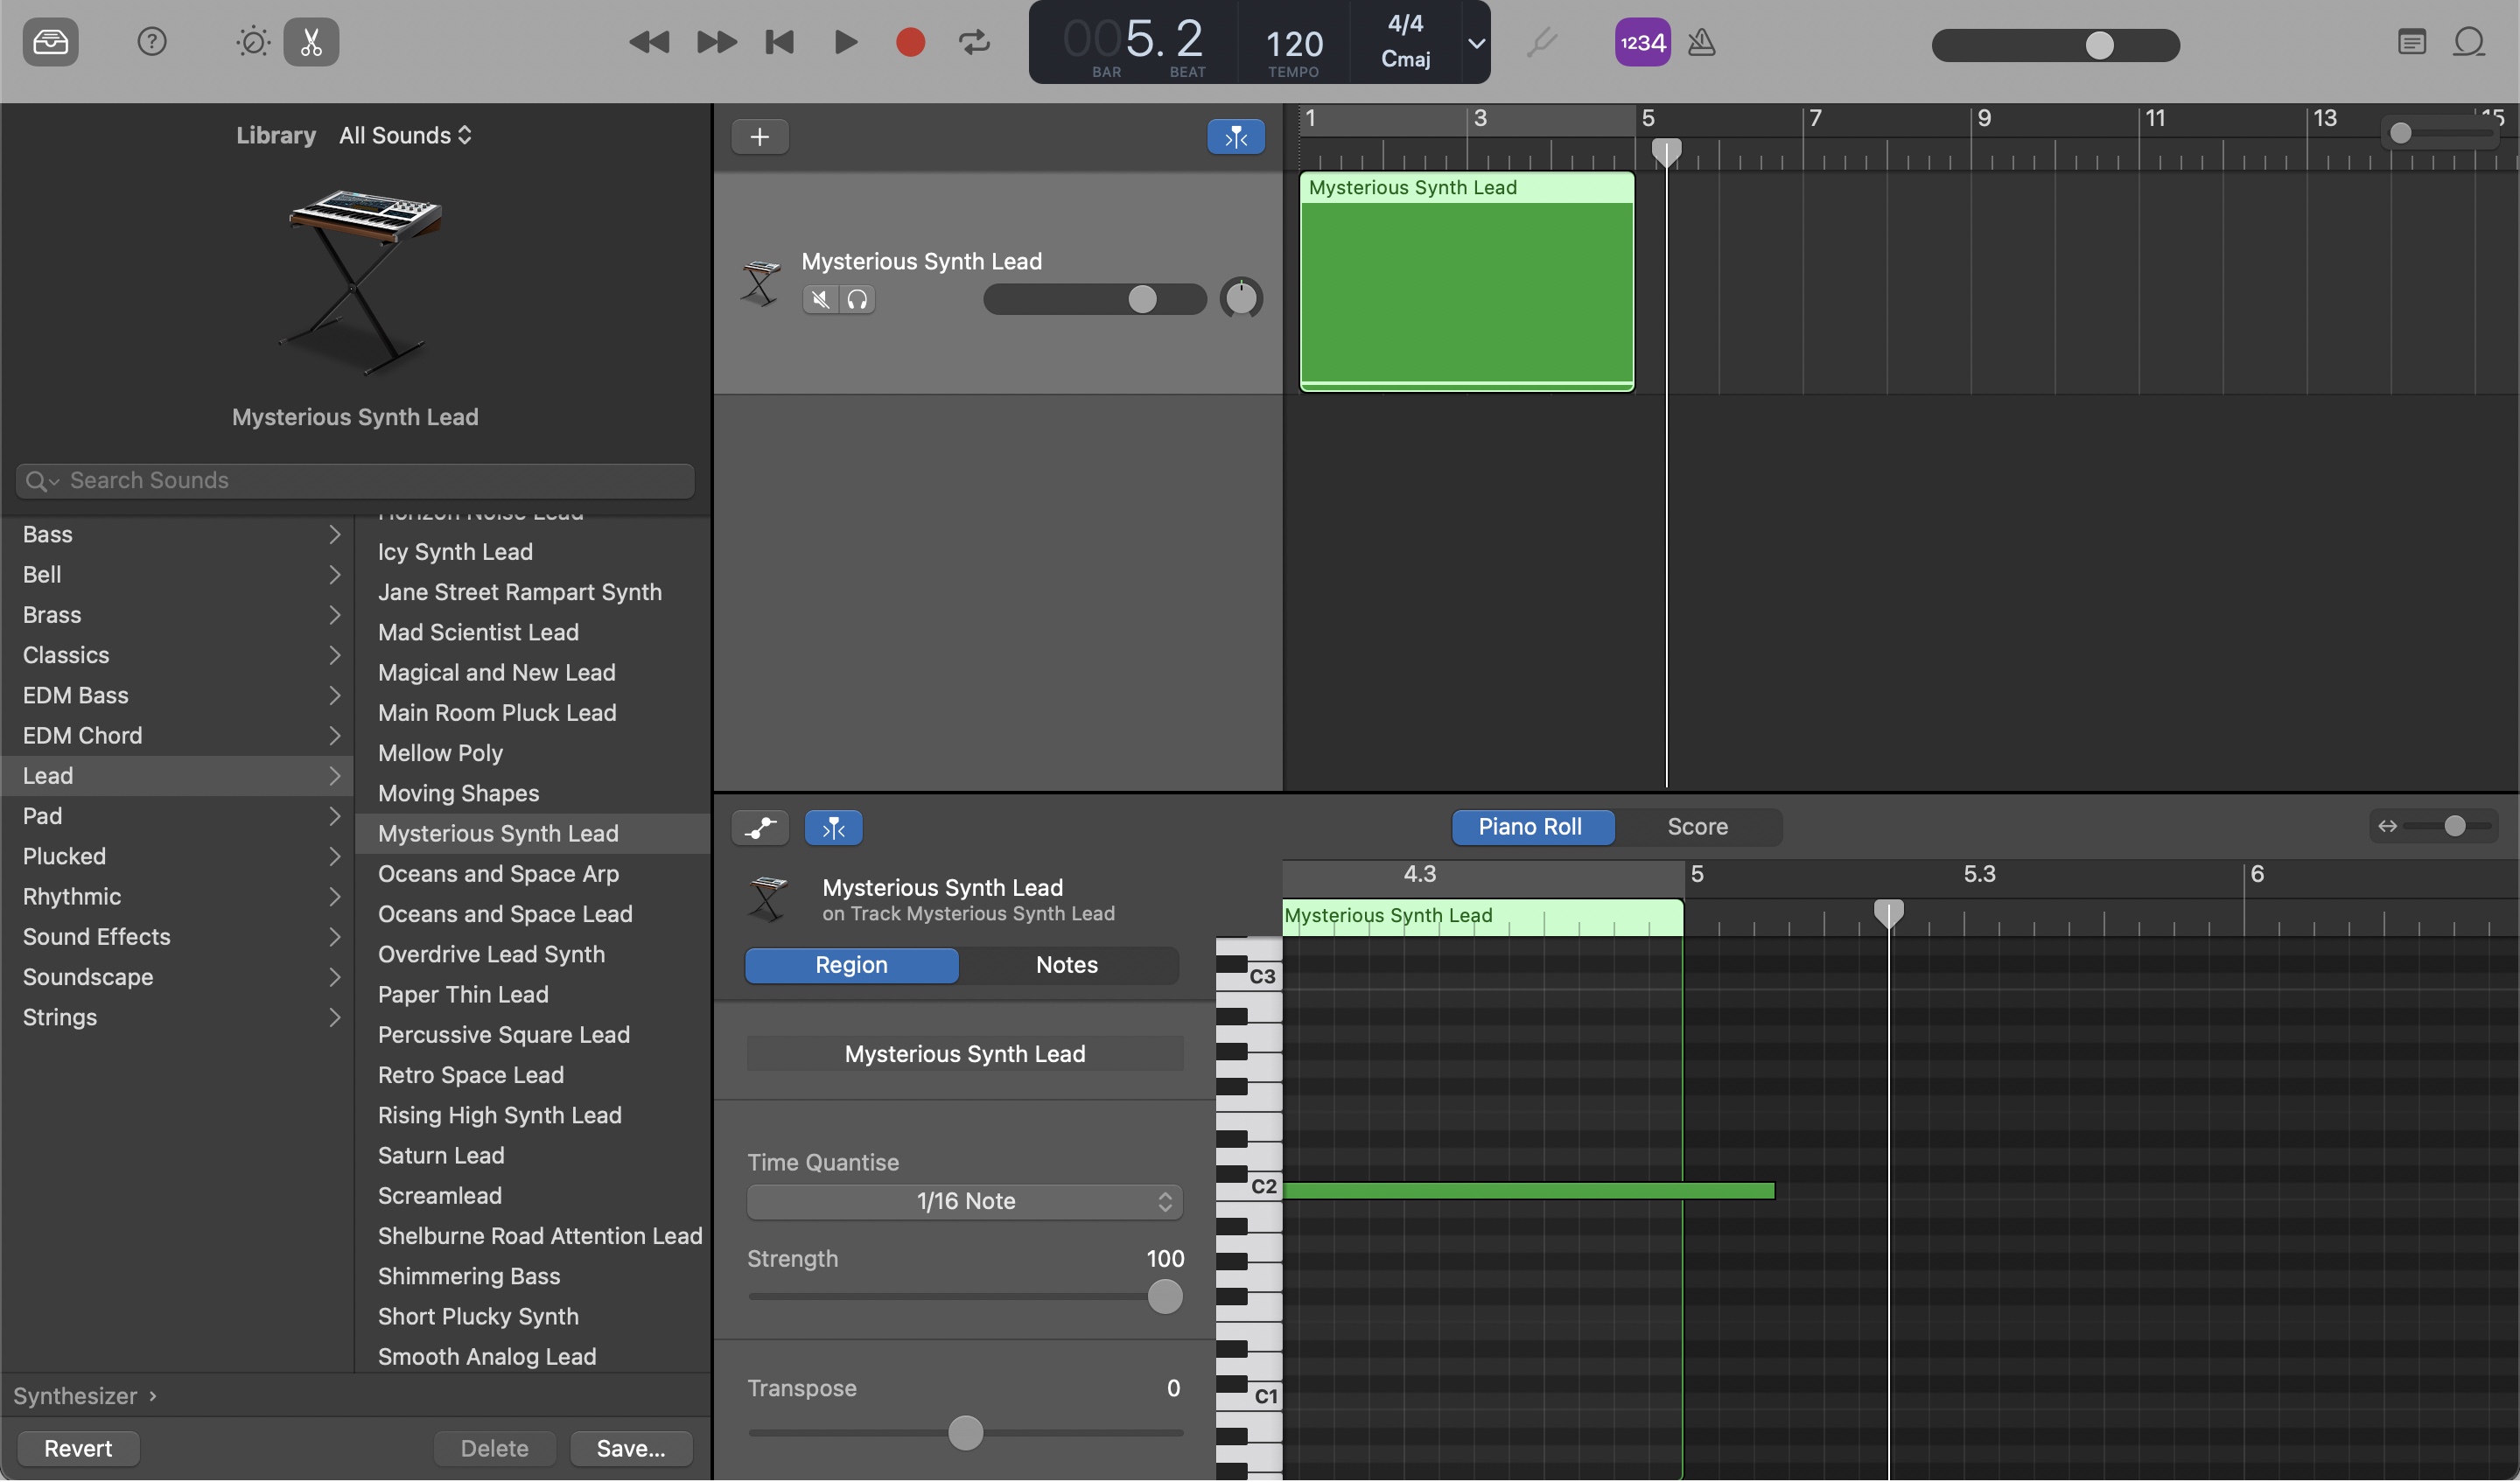 005.2
BAR
BEAT
120
TEMPO
4/4
Cmaj
1234
Library
All Sounds
Mysterious Synth Lead
Search Sounds
Bass
Bell
Brass
Classics
EDM Bass
EDM Chord
Lead
Pad
Plucked
Rhythmic
Sound Effects
Soundscape
Strings
Horizon Noise Lead
Icy Synth Lead
Jane Street Rampart Synth
Mad Scientist Lead
Magical and New Lead
Main Room Pluck Lead
Mellow Poly
Moving Shapes
Mysterious Synth Lead
Oceans and Space Arp
Oceans and Space Lead
Overdrive Lead Synth
Paper Thin Lead
Percussive Square Lead
Retro Space Lead
Rising High Synth Lead
Saturn Lead
Screamlead
Shelburne Road Attention Lead
Shimmering Bass
Short Plucky Synth
Smooth Analog Lead
Synthesizer ›
Revert
Delete
Save...
1 3 5 7 9 11 13 15
Mysterious Synth Lead
Mysterious Synth Lead
Piano Roll
Score
Mysterious Synth Lead
on Track Mysterious Synth Lead
Region
Notes
Mysterious Synth Lead
Time Quantise
1/16 Note
Strength
100
Transpose
0
4.3 5 5.3 6
Mysterious Synth Lead
C3
C2
C1